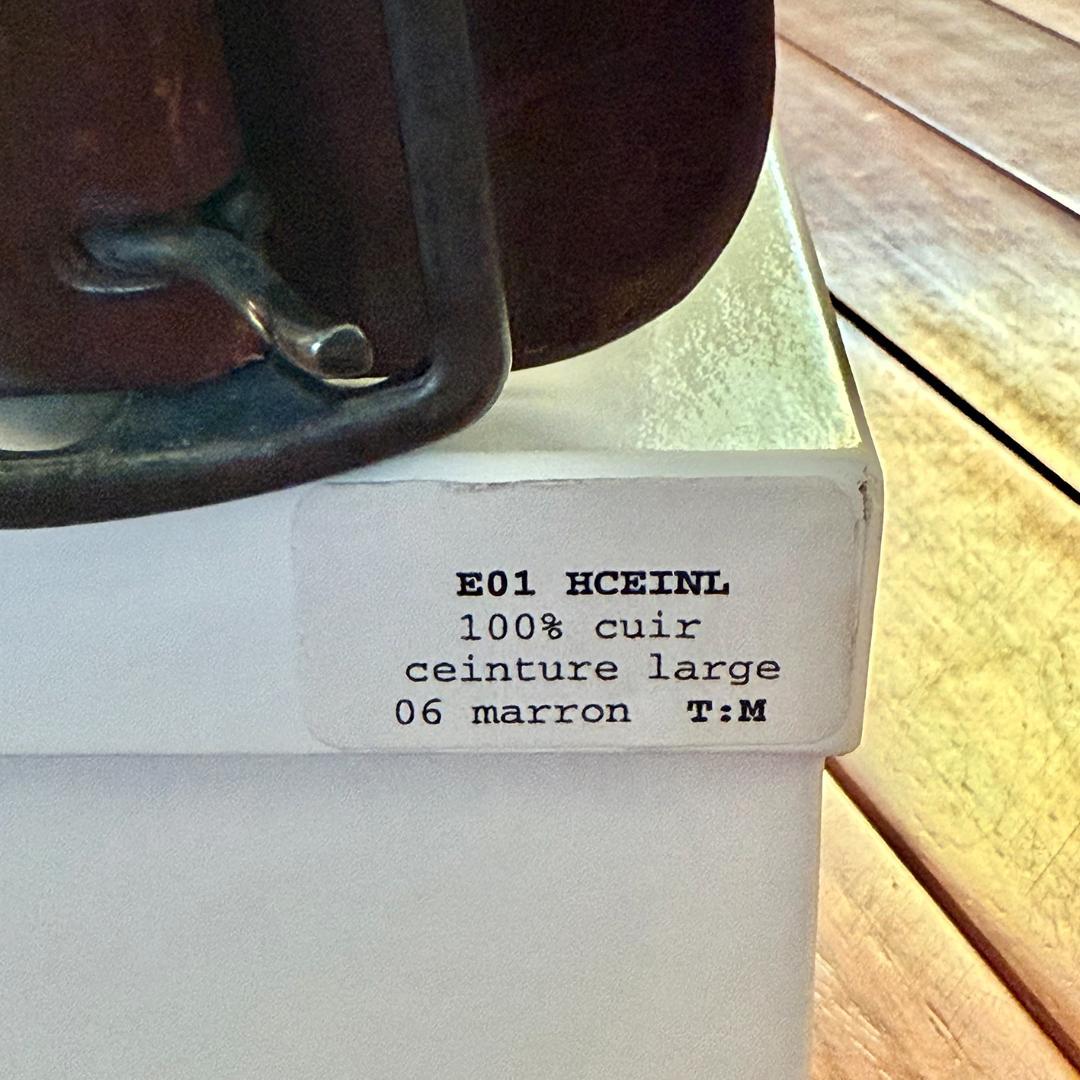 E01 HCEINL
100% cuir
ceinture large
06 marron T:M